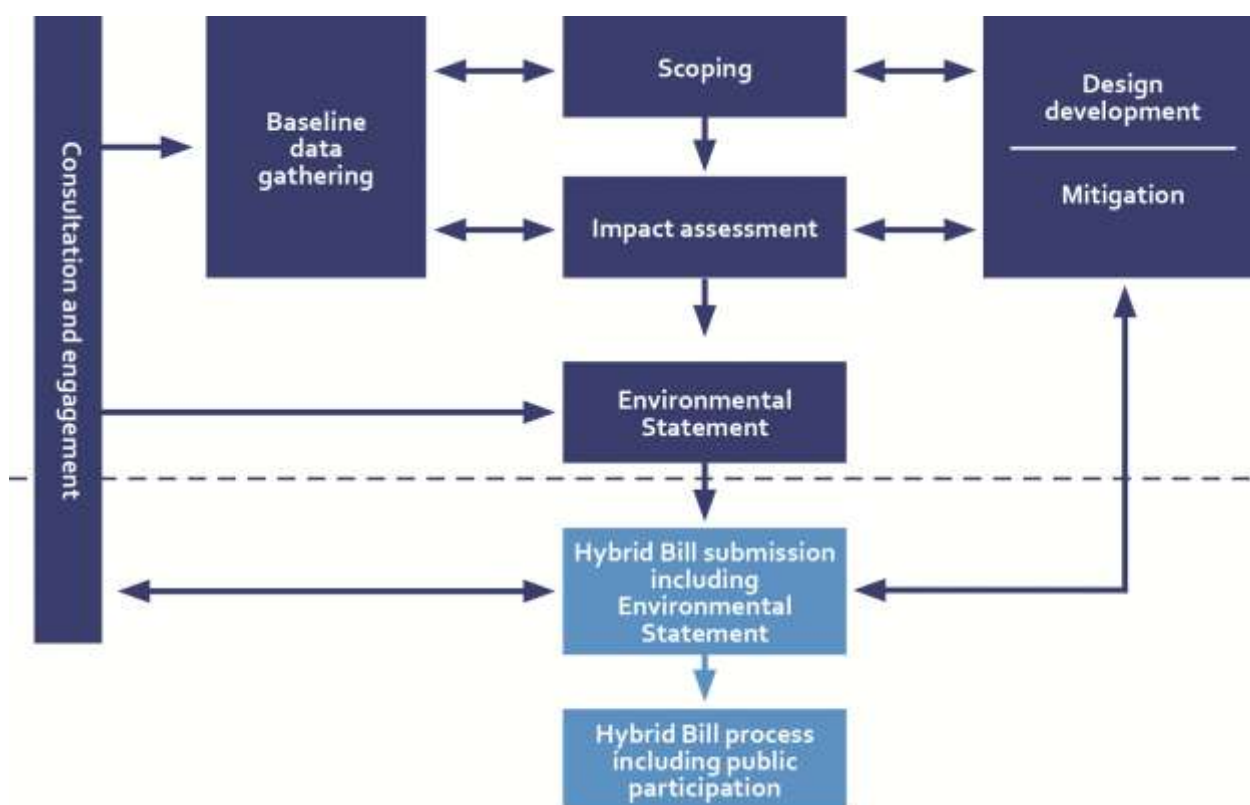 Consultation and engagement
Baseline
data
gathering
Scoping
Impact assessment
Design
development
Mitigation
Environmental
Statement
Hybrid Bill submission
including
Environmental
Statement
Hybrid Bill process
including public
participation